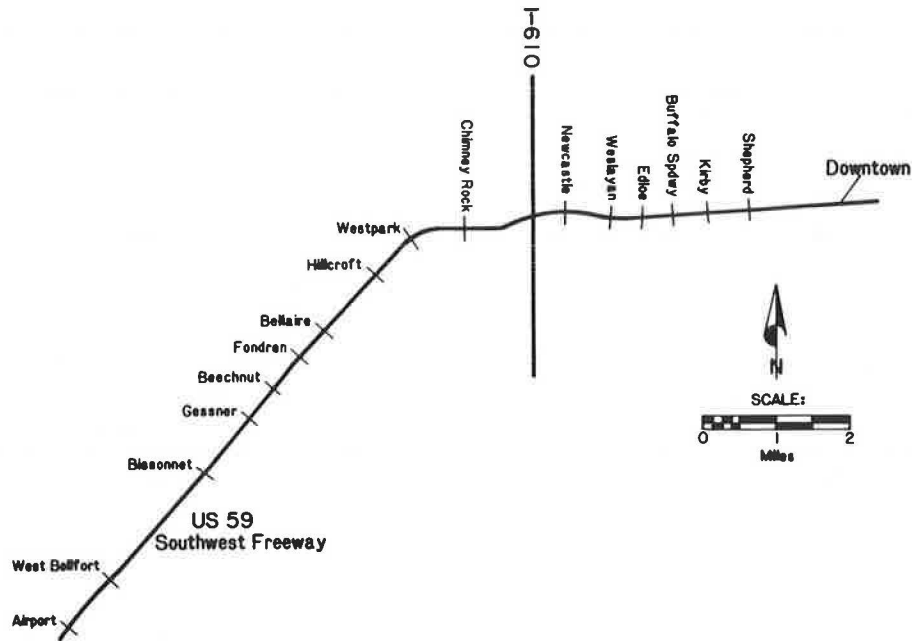 I-610
Chimney Rock
Newcastle
Weslayan
Edloe
Buffalo Spdwy
Kirby
Shepherd
Downtown
Westpark
Hillcroft
Bellaire
Fondren
Beechnut
Gessner
Bissonnet
US 59
Southwest Freeway
West Bellfort
Airport
N
SCALE:
0 1 2
Miles